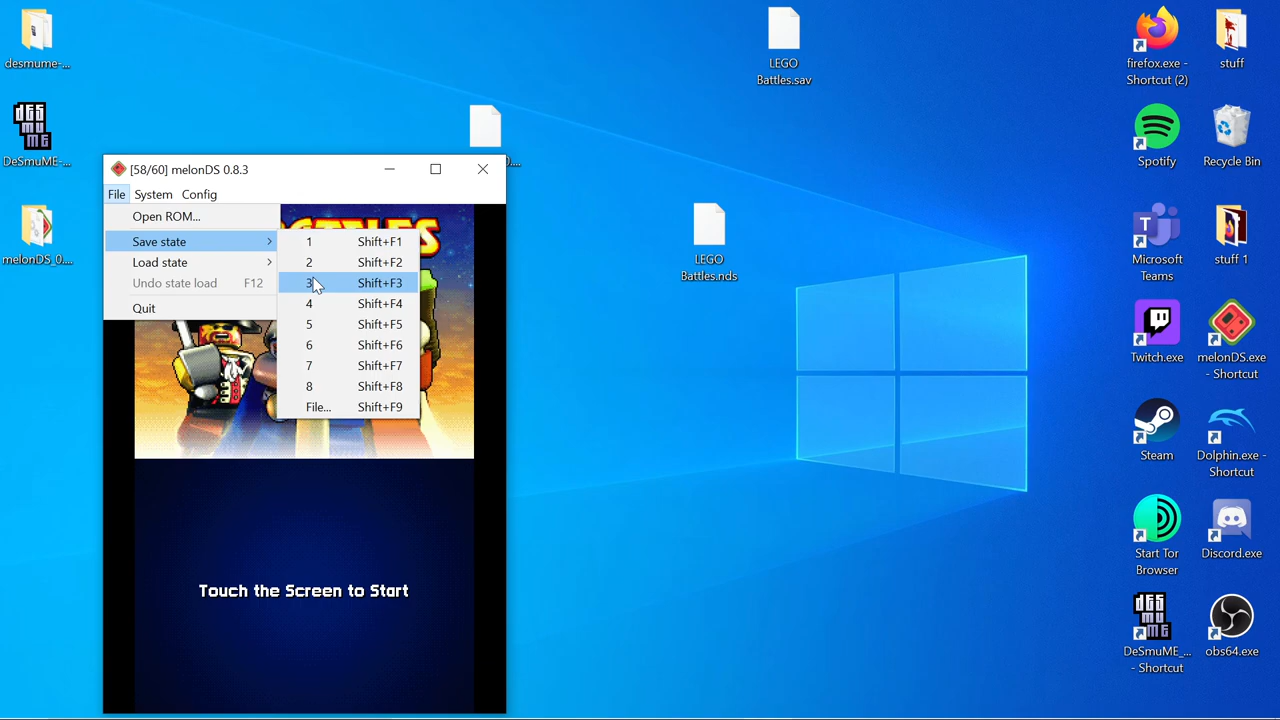 desmume-...
DeSmuME-...
melonDS_0....
LEGO
Battles.sav
LEGO
Battles.nds
[58/60] melonDS 0.8.3
File System Config
Open ROM...
Save state
Load state
Undo state load F12
Quit
1 Shift+F1
2 Shift+F2
3 Shift+F3
4 Shift+F4
5 Shift+F5
6 Shift+F6
7 Shift+F7
8 Shift+F8
File... Shift+F9
Touch the Screen to Start
firefox.exe -
Shortcut (2)
stuff
Spotify
Recycle Bin
Microsoft
Teams
stuff 1
Twitch.exe
melonDS.exe
- Shortcut
Steam
Dolphin.exe -
Shortcut
Start Tor
Browser
Discord.exe
DeSmuME_...
- Shortcut
obs64.exe